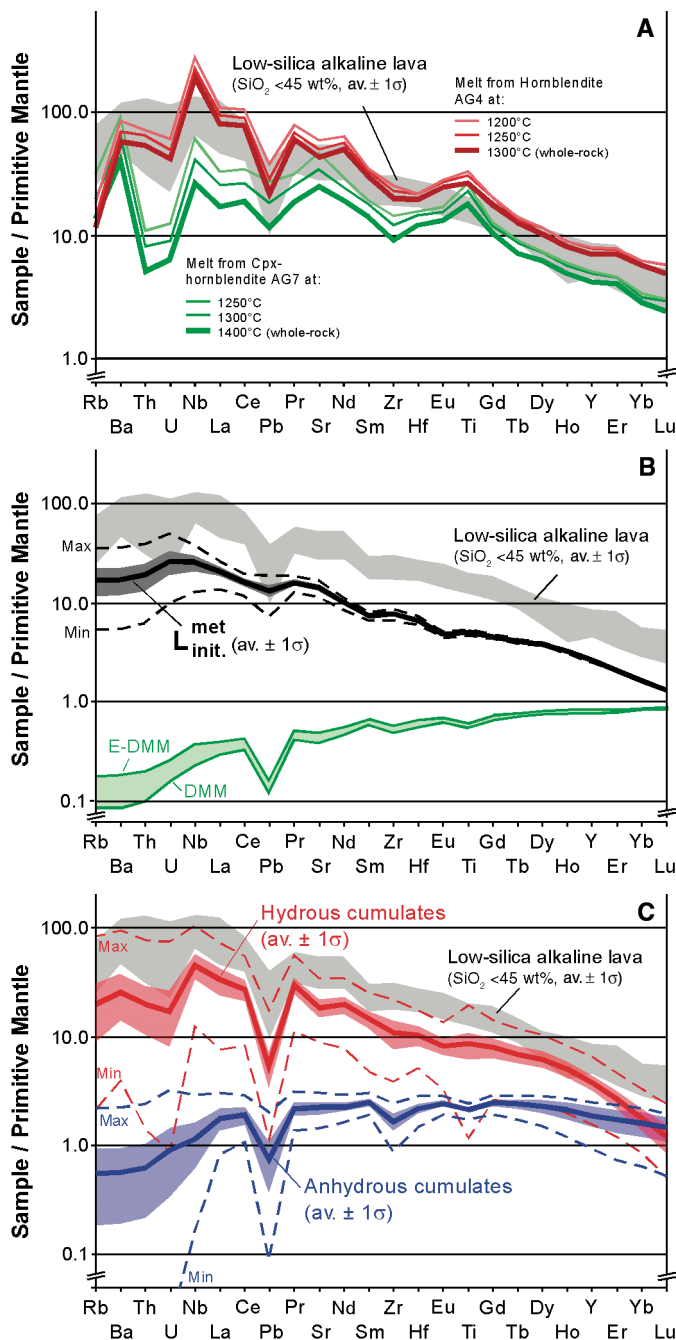 A
Sample / Primitive Mantle
100.0
10.0
1.0
Low-silica alkaline lava
(SiO2 <45 wt%, av. ± 1σ)
Melt from Hornblendite
AG4 at:
1200°C
1250°C
1300°C (whole-rock)
Melt from Cpx-
hornblendite AG7 at:
1250°C
1300°C
1400°C (whole-rock)
Rb Th Nb Ce Pr Nd Zr Eu Gd Dy Y Yb
Ba U La Pb Sr Sm Hf Ti Tb Ho Er Lu
B
Sample / Primitive Mantle
100.0
10.0
1.0
0.1
Max
Min
Low-silica alkaline lava
(SiO2 <45 wt%, av. ± 1σ)
L met init. (av. ± 1σ)
E-DMM
DMM
Rb Th Nb Ce Pr Nd Zr Eu Gd Dy Y Yb
Ba U La Pb Sr Sm Hf Ti Tb Ho Er Lu
C
Sample / Primitive Mantle
100.0
10.0
1.0
0.1
Max
Hydrous cumulates
(av. ± 1σ)
Low-silica alkaline lava
(SiO2 <45 wt%, av. ± 1σ)
Min
Max
Anhydrous cumulates
(av. ± 1σ)
Min
Rb Th Nb Ce Pr Nd Zr Eu Gd Dy Y Yb
Ba U La Pb Sr Sm Hf Ti Tb Ho Er Lu